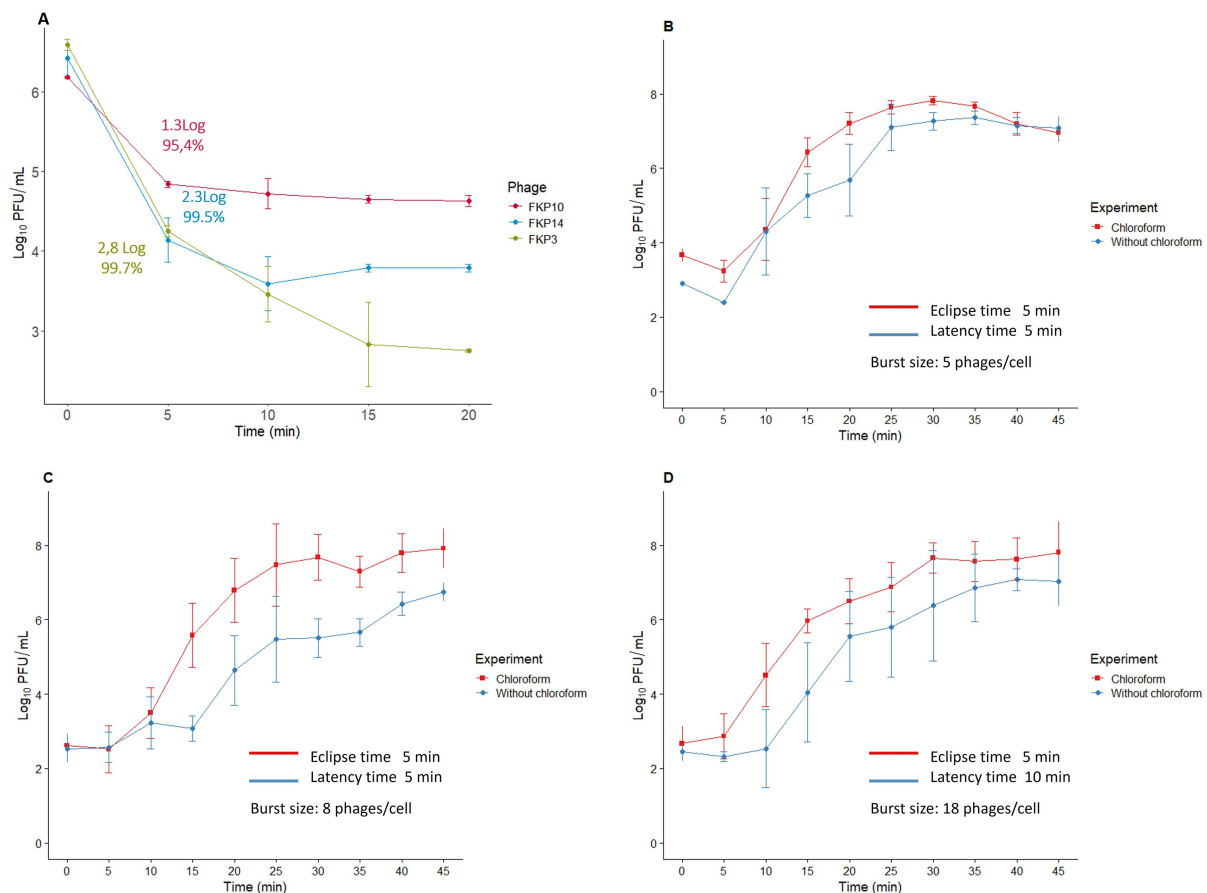 A
Log10 PFU/mL
6
5
4
3
1.3Log
95,4%
2.3Log
99.5%
2,8 Log
99.7%
0 5 10 15 20
Time (min)
Phage
FKP10
FKP14
FKP3
B
Log10 PFU/mL
8
6
4
2
0
Eclipse time 5 min
Latency time 5 min
Burst size: 5 phages/cell
0 5 10 15 20 25 30 35 40 45
Time (min)
Experiment
Chloroform
Without chloroform
C
Log10 PFU/mL
8
6
4
2
0
Eclipse time 5 min
Latency time 5 min
Burst size: 8 phages/cell
0 5 10 15 20 25 30 35 40 45
Time (min)
Experiment
Chloroform
Without chloroform
D
Log10 PFU/mL
8
6
4
2
0
Eclipse time 5 min
Latency time 10 min
Burst size: 18 phages/cell
0 5 10 15 20 25 30 35 40 45
Time (min)
Experiment
Chloroform
Without chloroform